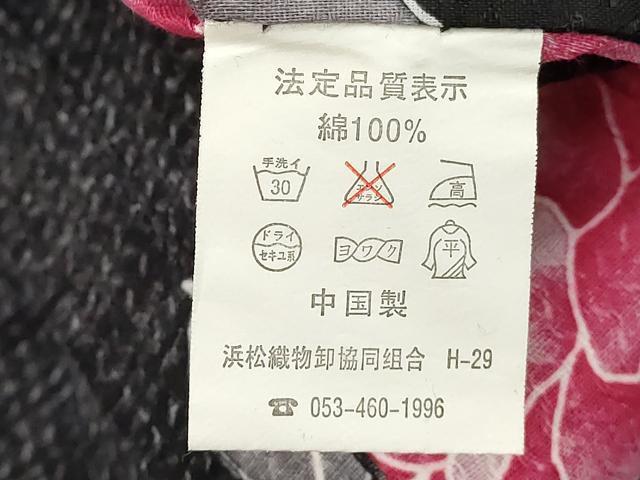 法定品質表示
綿100%
手洗イ
30
エンソ
サラシ
高
ドライ
セキユ系
ヨワク
平
中国製
浜松織物卸協同組合 H-29
☎ 053-460-1996